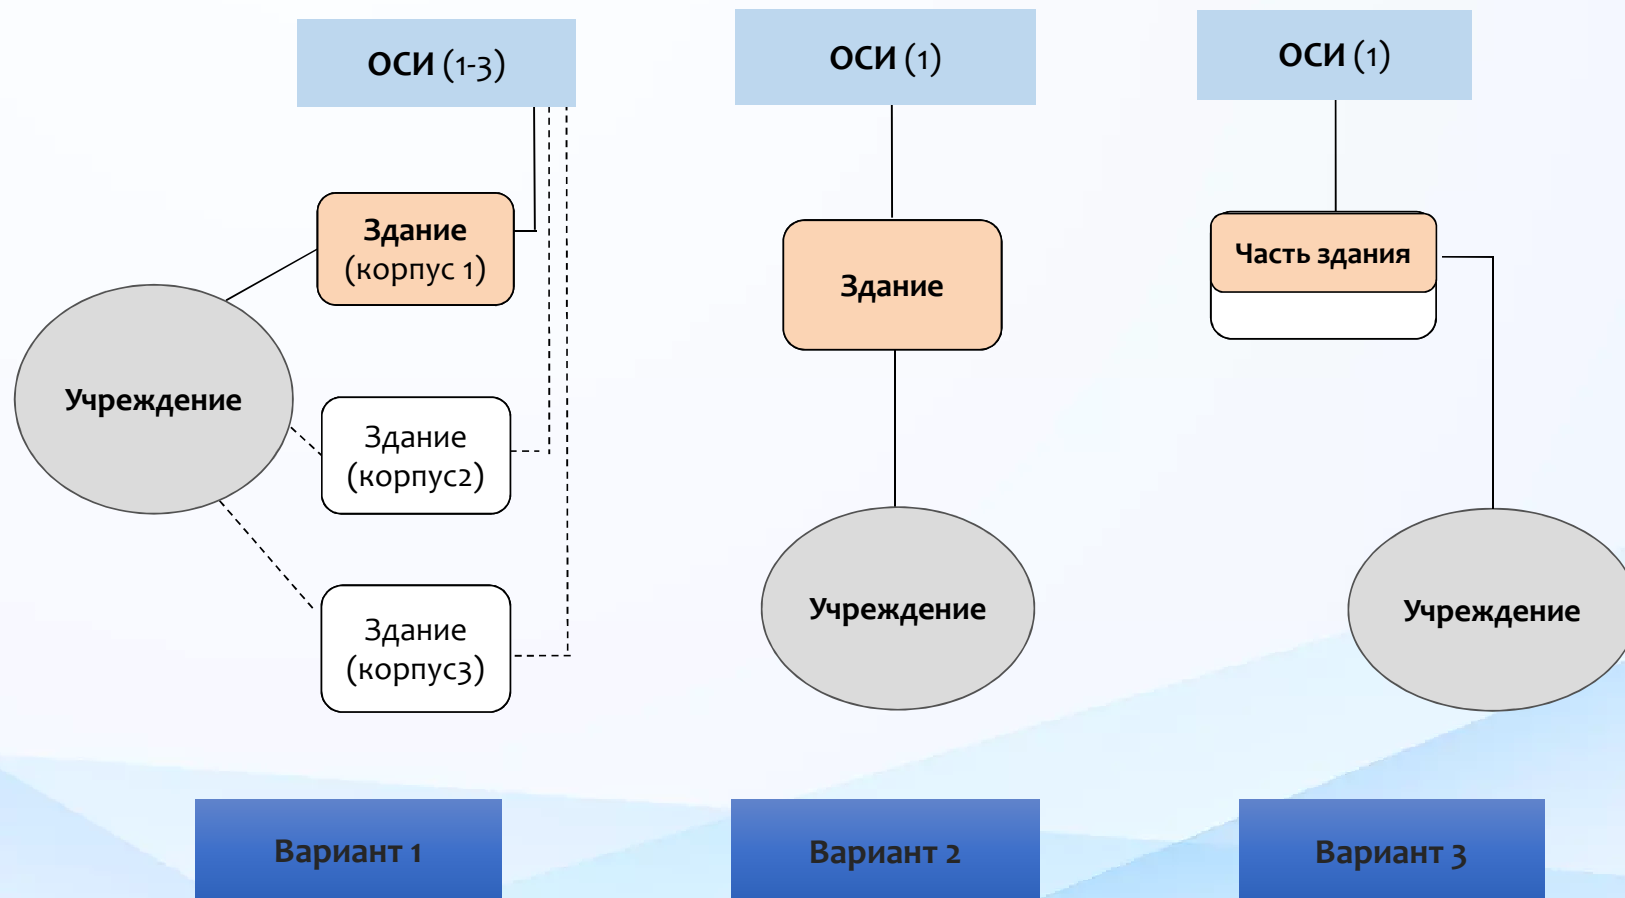 ОСИ (1-3)
Здание
(корпус 1)
Учреждение
Здание
(корпус2)
Здание
(корпус3)
Вариант 1
ОСИ (1)
Здание
Учреждение
Вариант 2
ОСИ (1)
Часть здания
Учреждение
Вариант 3